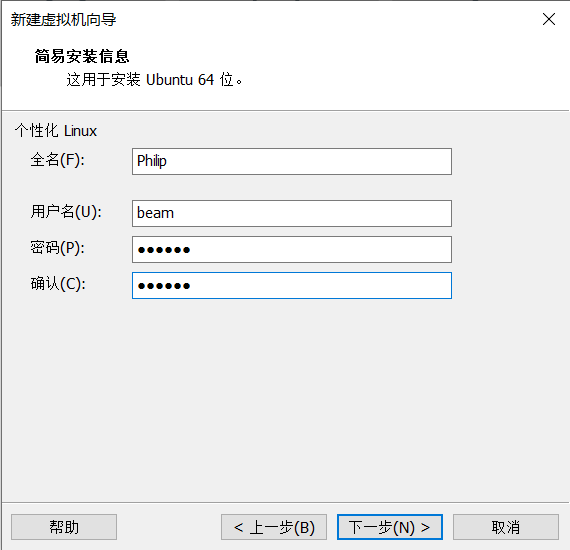 新建虚拟机向导
简易安装信息
这用于安装 Ubuntu 64 位。
个性化 Linux
全名(F): Philip
用户名(U): beam
密码(P): ●●●●●●
确认(C): ●●●●●●
帮助 < 上一步(B) 下一步(N) > 取消